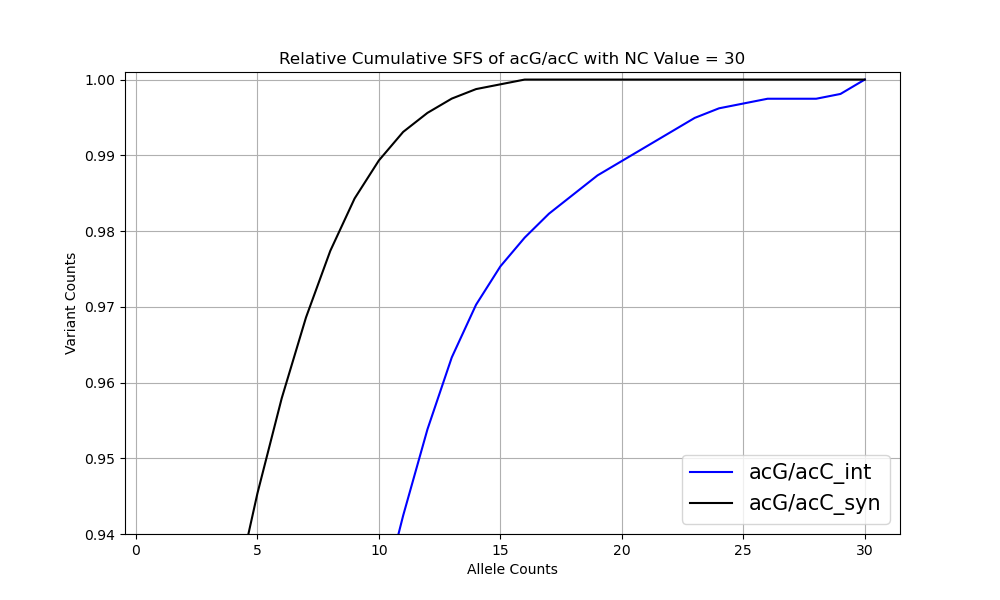 Relative Cumulative SFS of acG/acC with NC Value = 30
Variant Counts
1.00
0.99
0.98
0.97
0.96
0.95
0.94
0
5
10
15
20
25
30
Allele Counts
acG/acC_int
acG/acC_syn